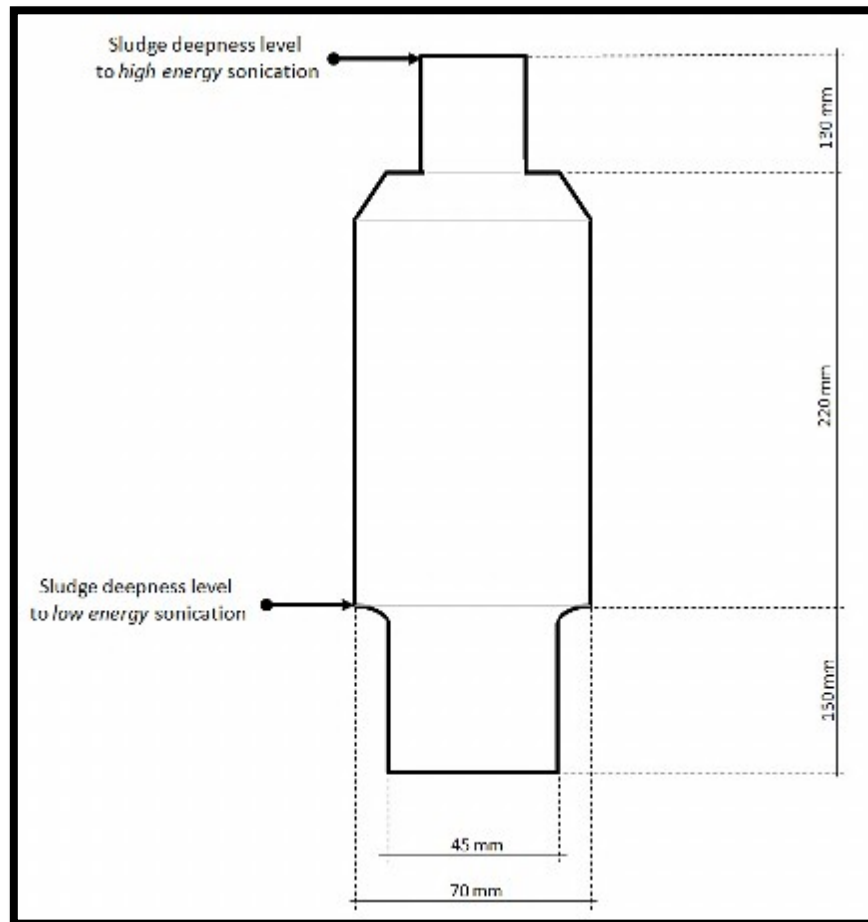 Sludge deepness level
to high energy sonication
130 mm
220 mm
Sludge deepness level
to low energy sonication
150 mm
45 mm
70 mm